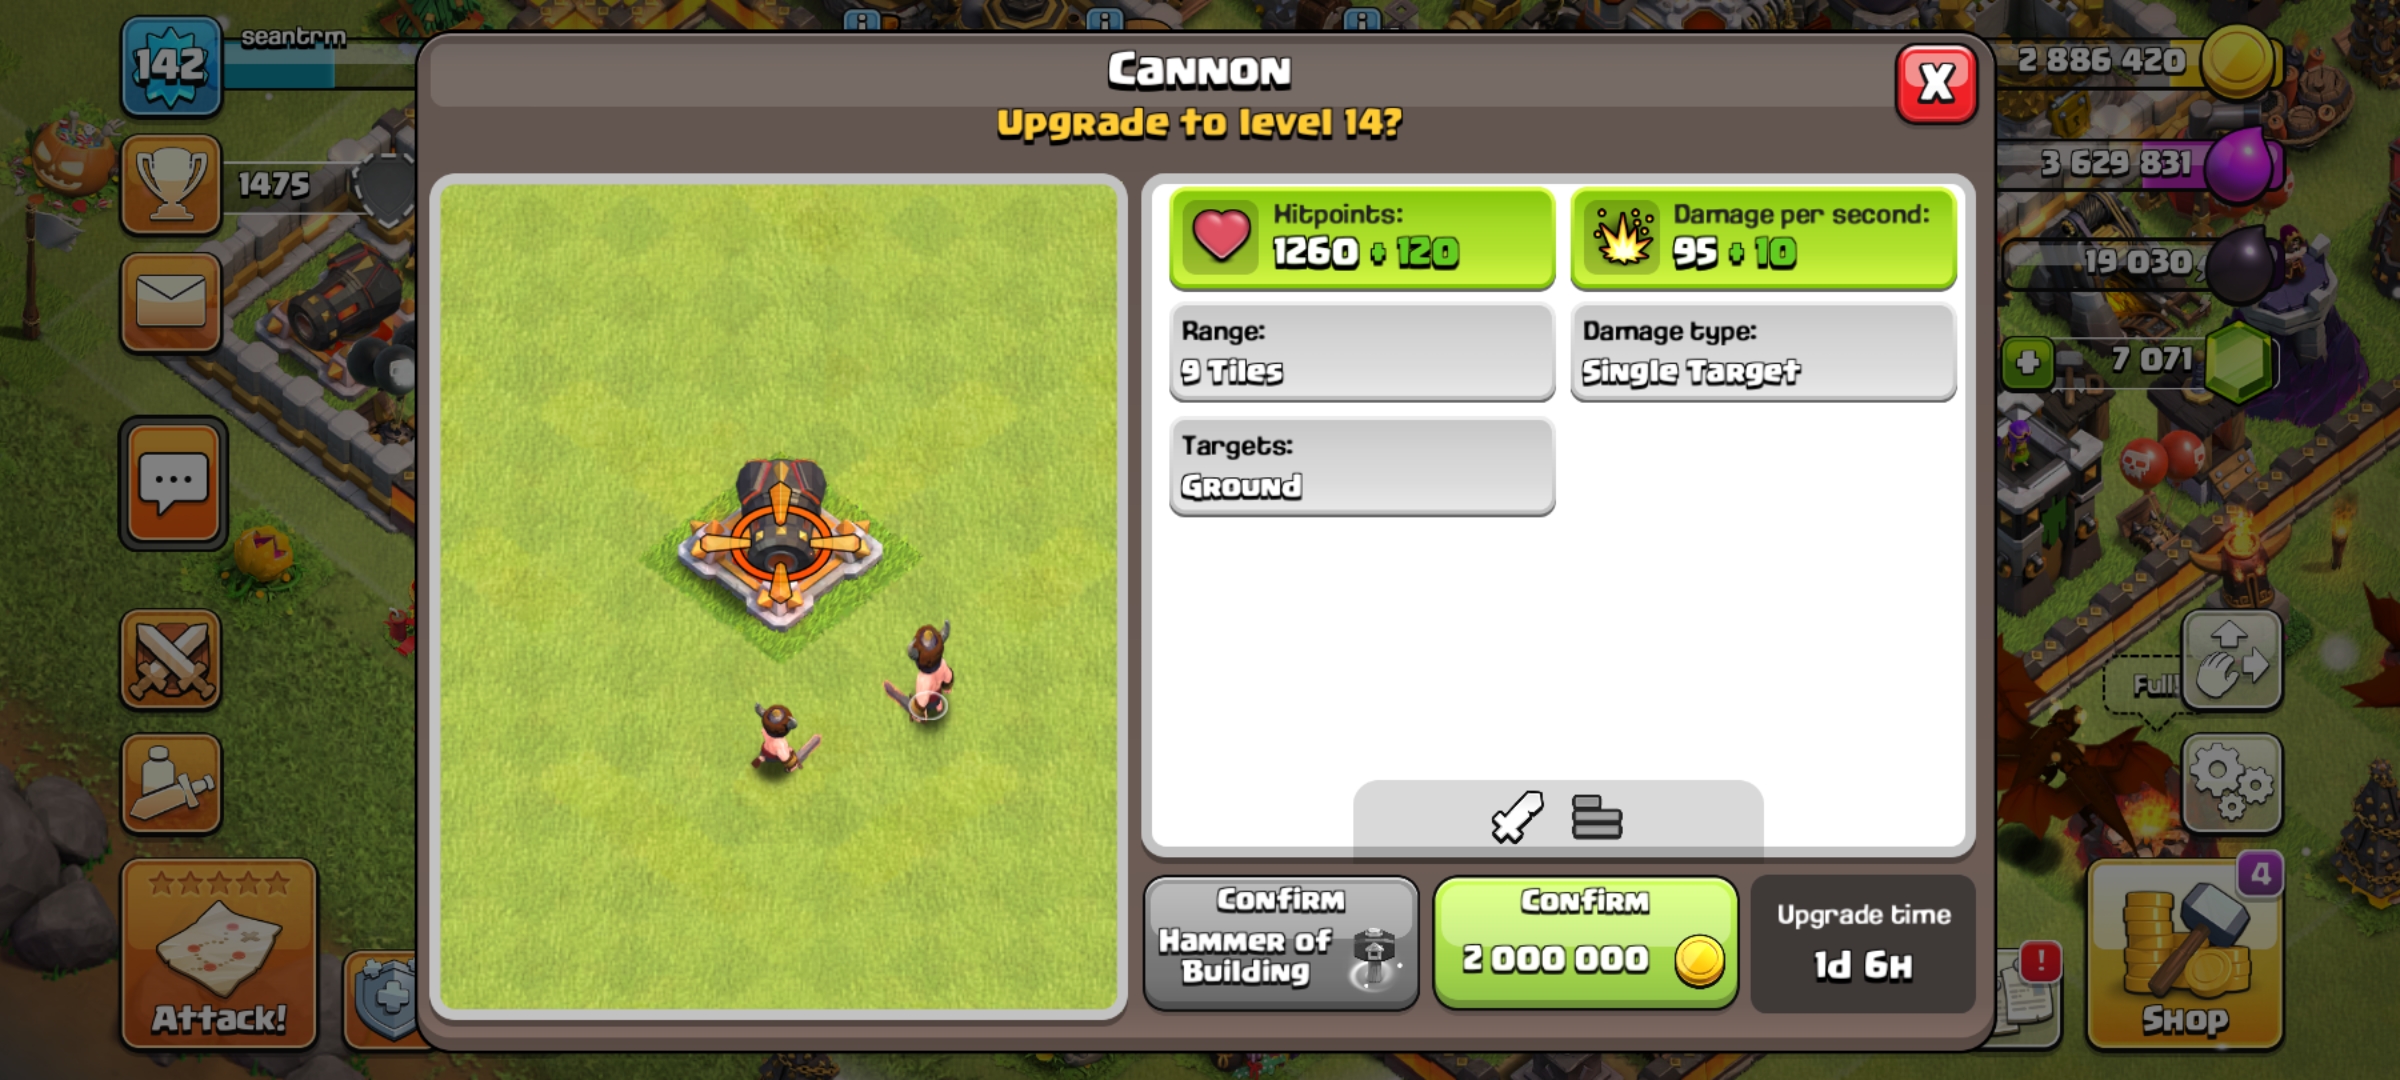 142
seantrm
1475
Attack!
Cannon
Upgrade to level 14?
X
Hitpoints:
1260 + 120
Damage per second:
95 + 10
Range:
9 Tiles
Damage type:
Single Target
Targets:
Ground
Confirm
Hammer of
Building
Confirm
2 000 000
Upgrade time
1d 6H
2 886 420
3 629 831
19 030
7 071
Full!
4
!
Shop